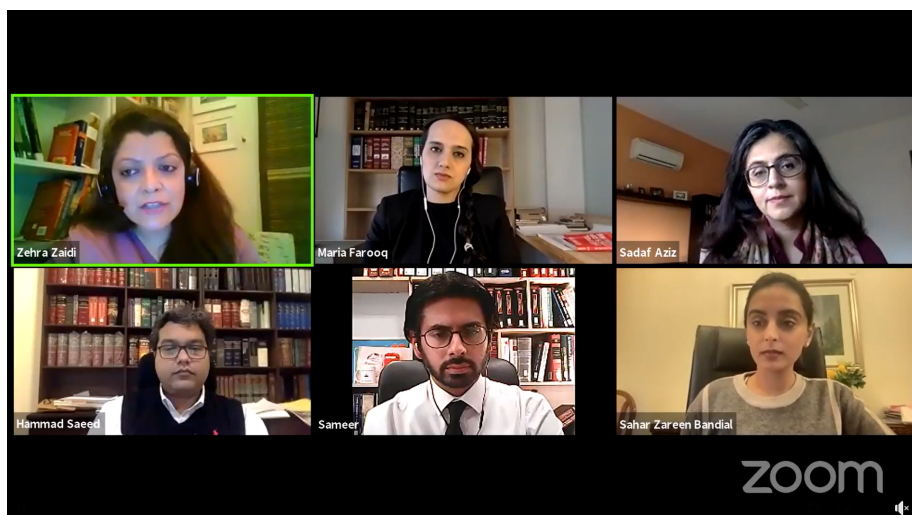 Zehra Zaidi
Maria Farooq
Sadaf Aziz
Hammad Saeed
Sameer
Sahar Zareen Bandial
zoom